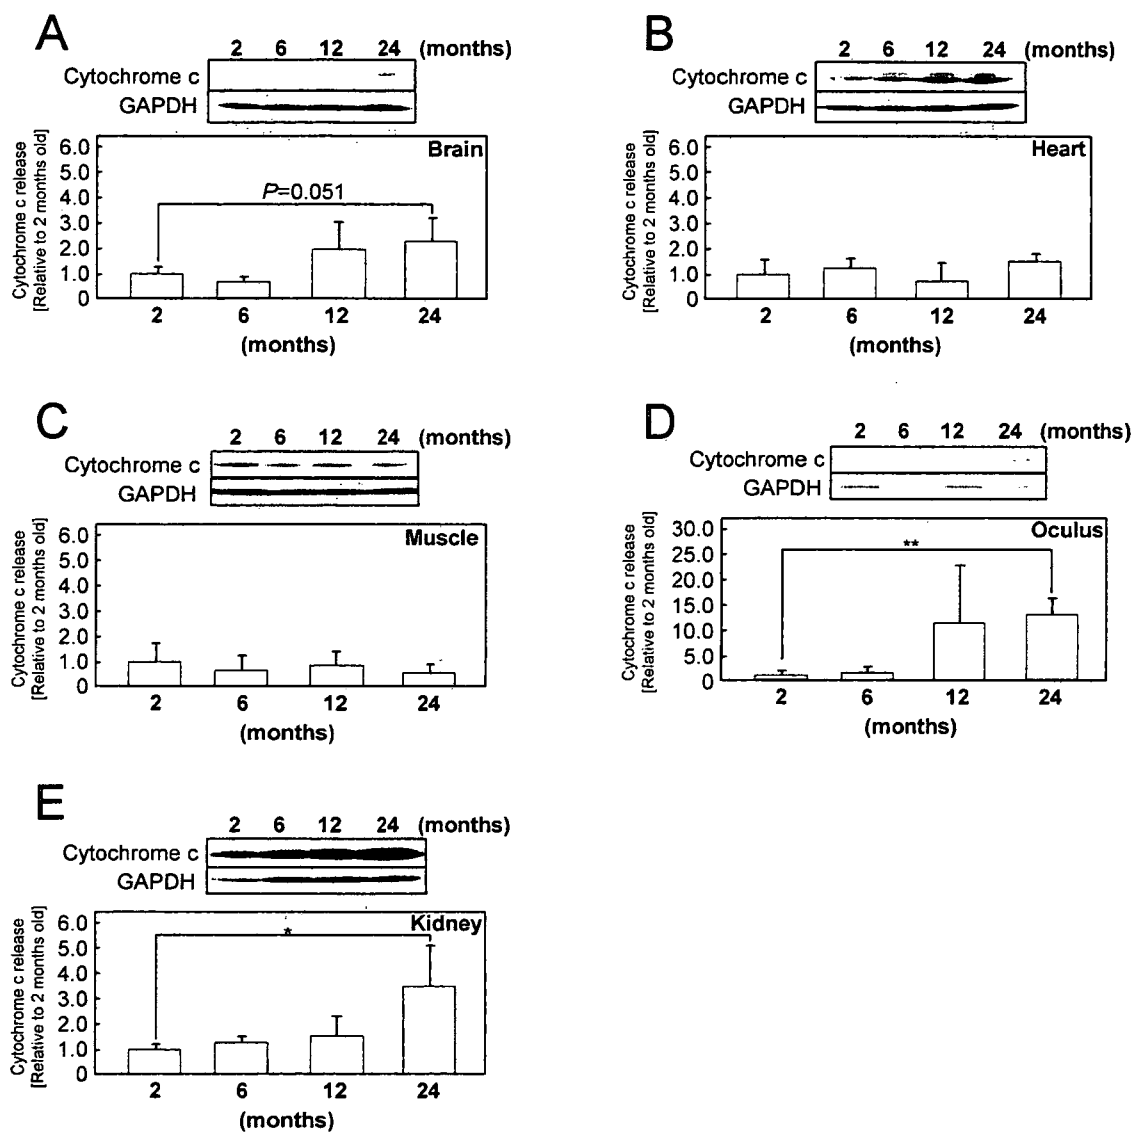 A
2 6 12 24 (months)
Cytochrome c
GAPDH
Cytochrome c release
[Relative to 2 months old]
6.0
5.0
4.0
3.0
2.0
1.0
0
Brain
P=0.051
2 6 12 24
(months)
B
2 6 12 24 (months)
Cytochrome c
GAPDH
Cytochrome c release
[Relative to 2 months old]
6.0
5.0
4.0
3.0
2.0
1.0
0
Heart
2 6 12 24
(months)
C
2 6 12 24 (months)
Cytochrome c
GAPDH
Cytochrome c release
[Relative to 2 months old]
6.0
5.0
4.0
3.0
2.0
1.0
0
Muscle
2 6 12 24
(months)
D
2 6 12 24 (months)
Cytochrome c
GAPDH
Cytochrome c release
[Relative to 2 months old]
30.0
25.0
20.0
15.0
10.0
5.0
0
Oculus
**
2 6 12 24
(months)
E
2 6 12 24 (months)
Cytochrome c
GAPDH
Cytochrome c release
[Relative to 2 months old]
6.0
5.0
4.0
3.0
2.0
1.0
0
Kidney
*
2 6 12 24
(months)